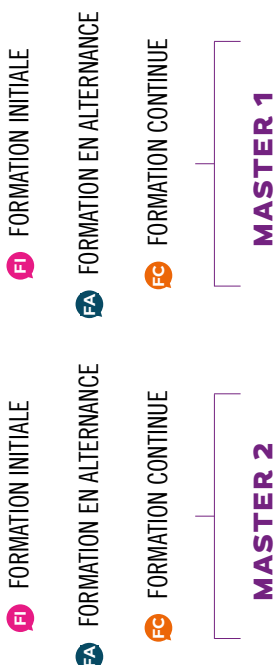 FI FORMATION INITIALE
FA FORMATION EN ALTERNANCE
FC FORMATION CONTINUE
MASTER 1
FI FORMATION INITIALE
FA FORMATION EN ALTERNANCE
FC FORMATION CONTINUE
MASTER 2